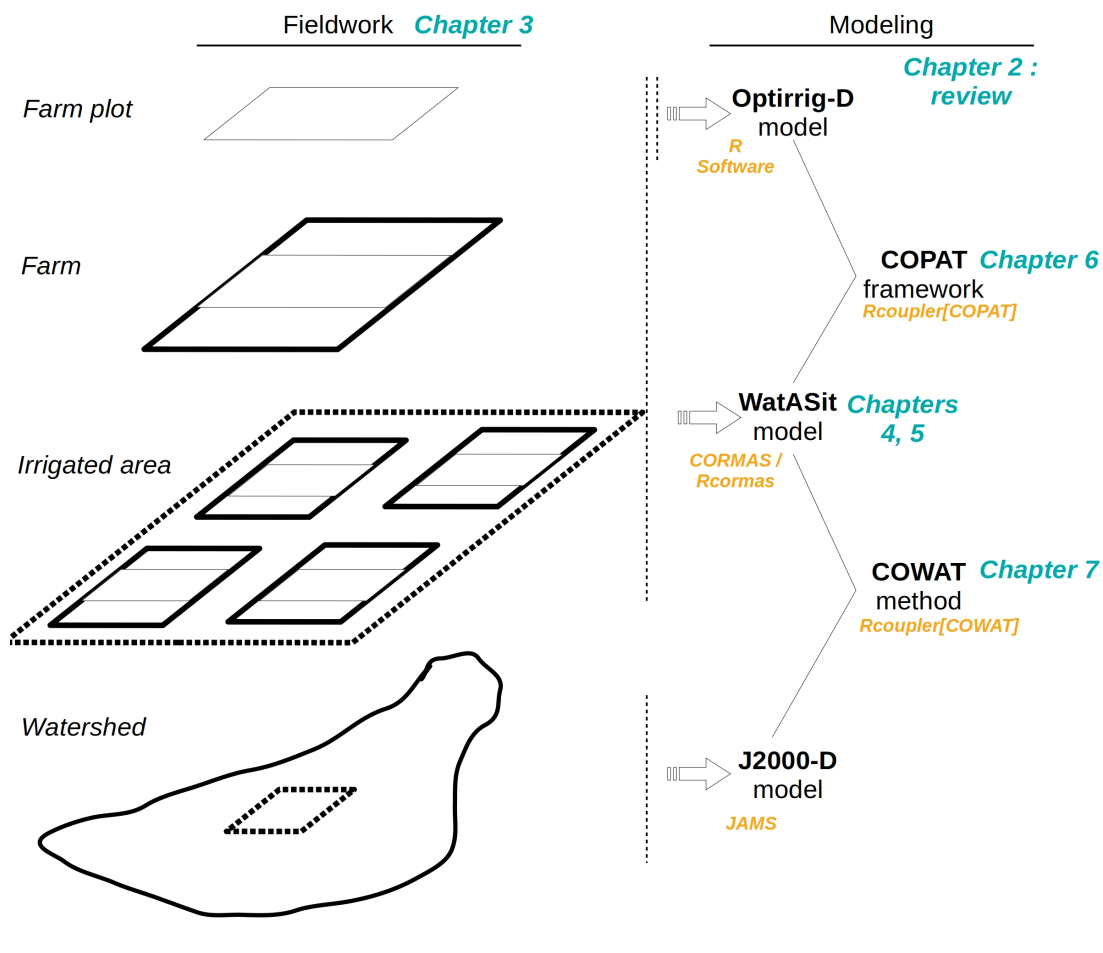 Fieldwork Chapter 3
Modeling
Chapter 2 :
review
Farm plot
Optirrig-D
model
R
Software
Farm
COPAT Chapter 6
framework
Rcoupler[COPAT]
Irrigated area
WatASit Chapters
model 4, 5
CORMAS /
Rcormas
COWAT Chapter 7
method
Rcoupler[COWAT]
Watershed
J2000-D
model
JAMS